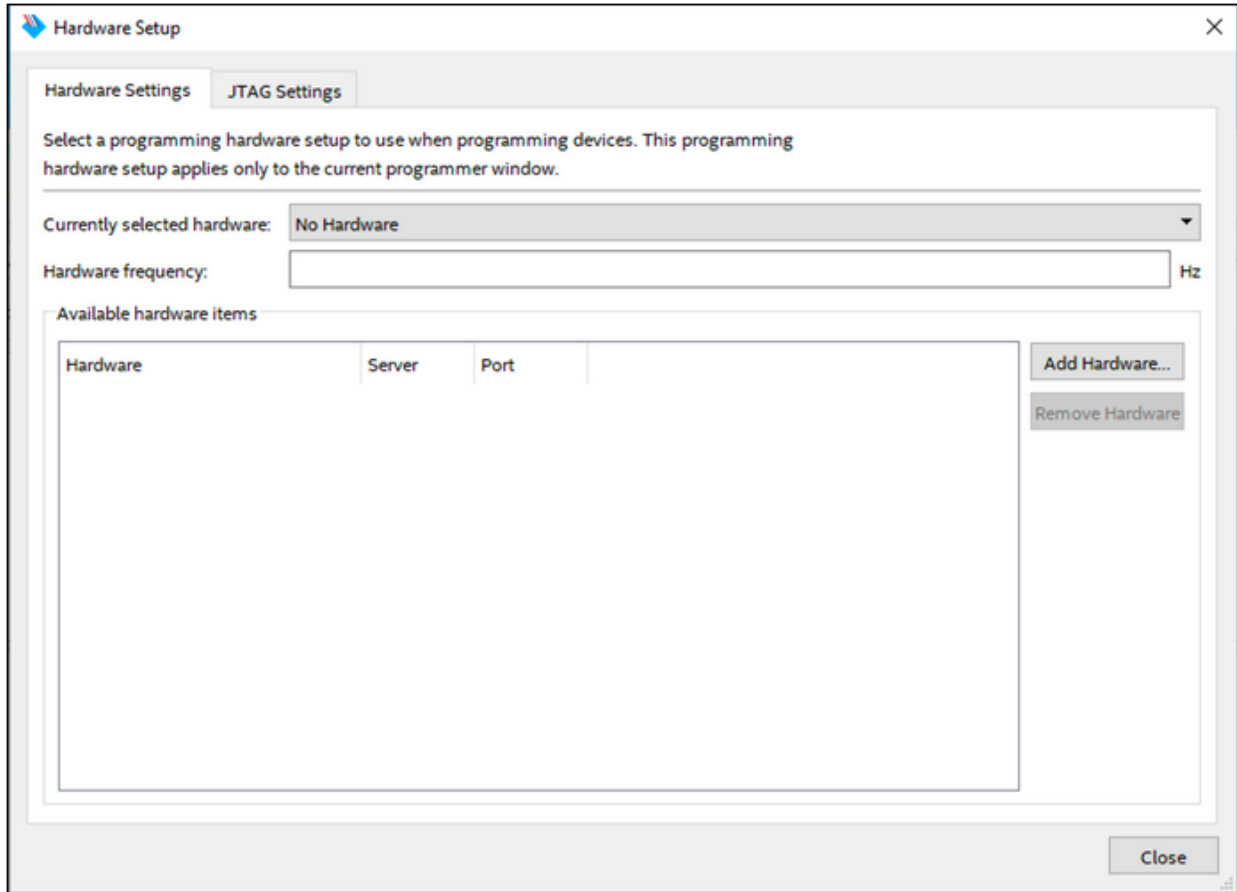 Hardware Setup
Hardware Settings
JTAG Settings
Select a programming hardware setup to use when programming devices. This programming
hardware setup applies only to the current programmer window.
Currently selected hardware: No Hardware
Hardware frequency: Hz
Available hardware items
Hardware Server Port
Add Hardware...
Remove Hardware
Close